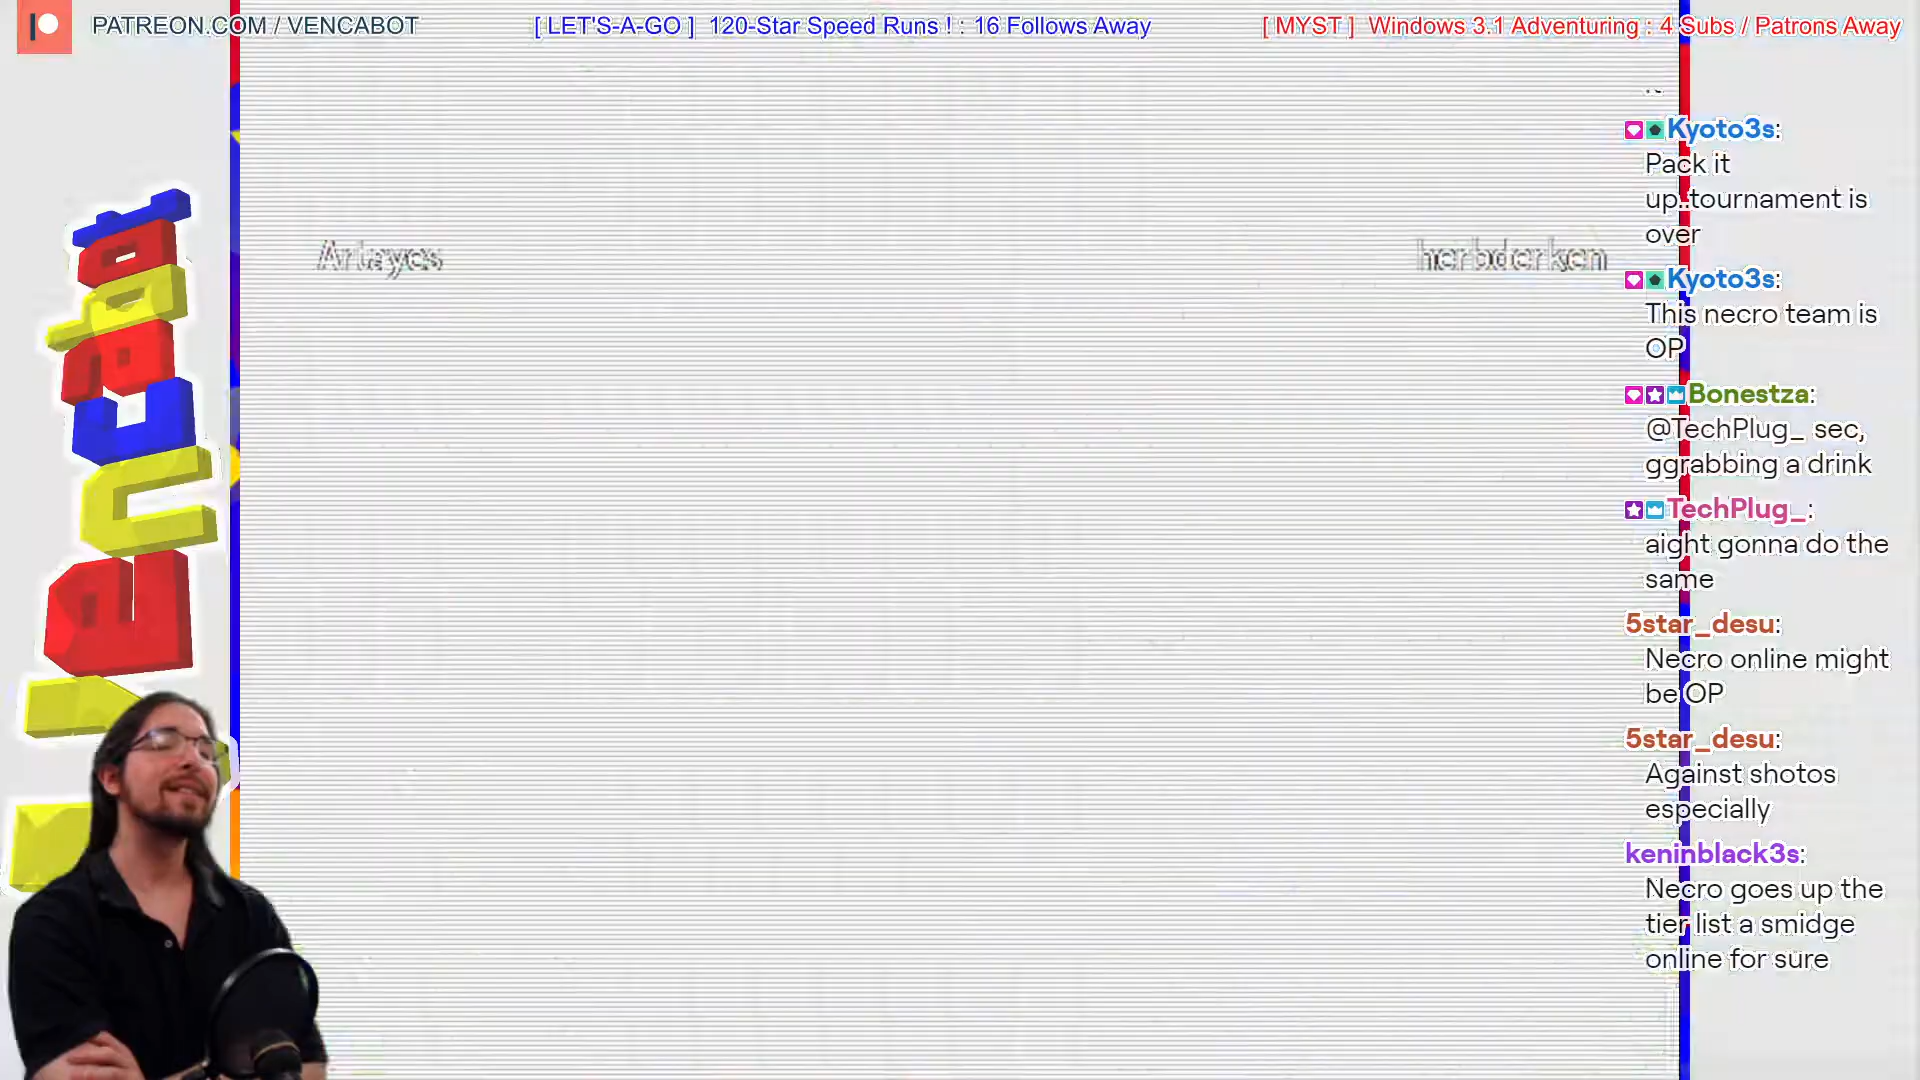 PATREON.COM / VENCABOT
[ LET'S-A-GO ]  120-Star Speed Runs ! : 16 Follows Away
[ MYST ]  Windows 3.1 Adventuring : 4 Subs / Patrons Away
Vencabot
Arlieyes
herbderken
Kyoto3s:
Pack it
up..tournament is
over
Kyoto3s:
This necro team is
OP
Bonestza:
@TechPlug_ sec,
ggrabbing a drink
TechPlug_:
aight gonna do the
same
5star_desu:
Necro online might
be OP
5star_desu:
Against shotos
especially
keninblack3s:
Necro goes up the
tier list a smidge
online for sure